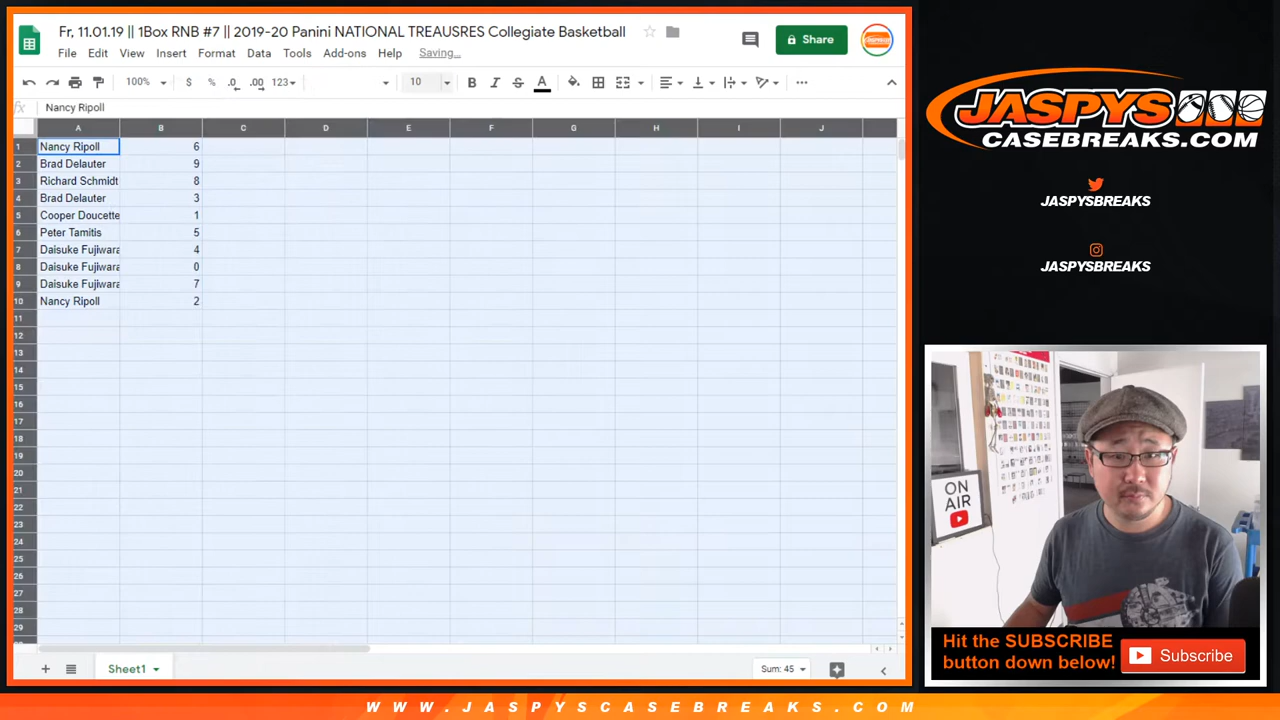 Fr, 11.01.19 || 1Box RNB #7 || 2019-20 Panini NATIONAL TREAUSRES Collegiate Basketball
Share
File Edit View Insert Format Data Tools Add-ons Help Saving...
100% $ % .0 .00 123 10 B I S A
fx Nancy Ripoll
A B C D E F G H I J
1 Nancy Ripoll 6
2 Brad Delauter 9
3 Richard Schmidt 8
4 Brad Delauter 3
5 Cooper Doucette 1
6 Peter Tamitis 5
7 Daisuke Fujiwara 4
8 Daisuke Fujiwara 0
9 Daisuke Fujiwara 7
10 Nancy Ripoll 2
11
12
13
14
15
16
17
18
19
20
21
22
23
24
25
26
27
28
29
Sheet1
Sum: 45
JASPYS
CASEBREAKS.COM
JASPYSBREAKS
JASPYSBREAKS
ON
AIR
Hit the SUBSCRIBE
button down below!
Subscribe
WWW.JASPYSCASEBREAKS.COM